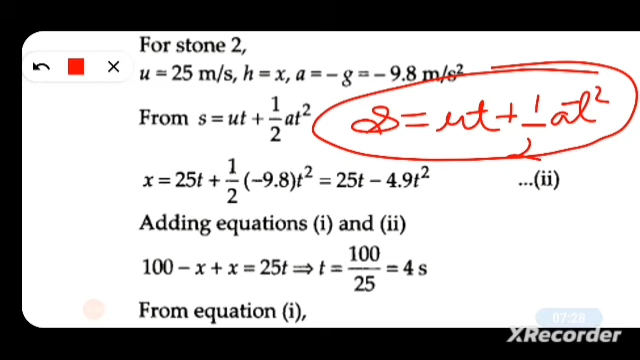 For stone 2,
u = 25 m/s, h = x, a = – g = – 9.8 m/s²
From s = ut + 1/2 at²
S = ut + 1/2 at²
x = 25t + 1/2 (–9.8)t² = 25t – 4.9t² ...(ii)
Adding equations (i) and (ii)
100 – x + x = 25t ⇒ t = 100/25 = 4 s
From equation (i),
07:28
XRecorder